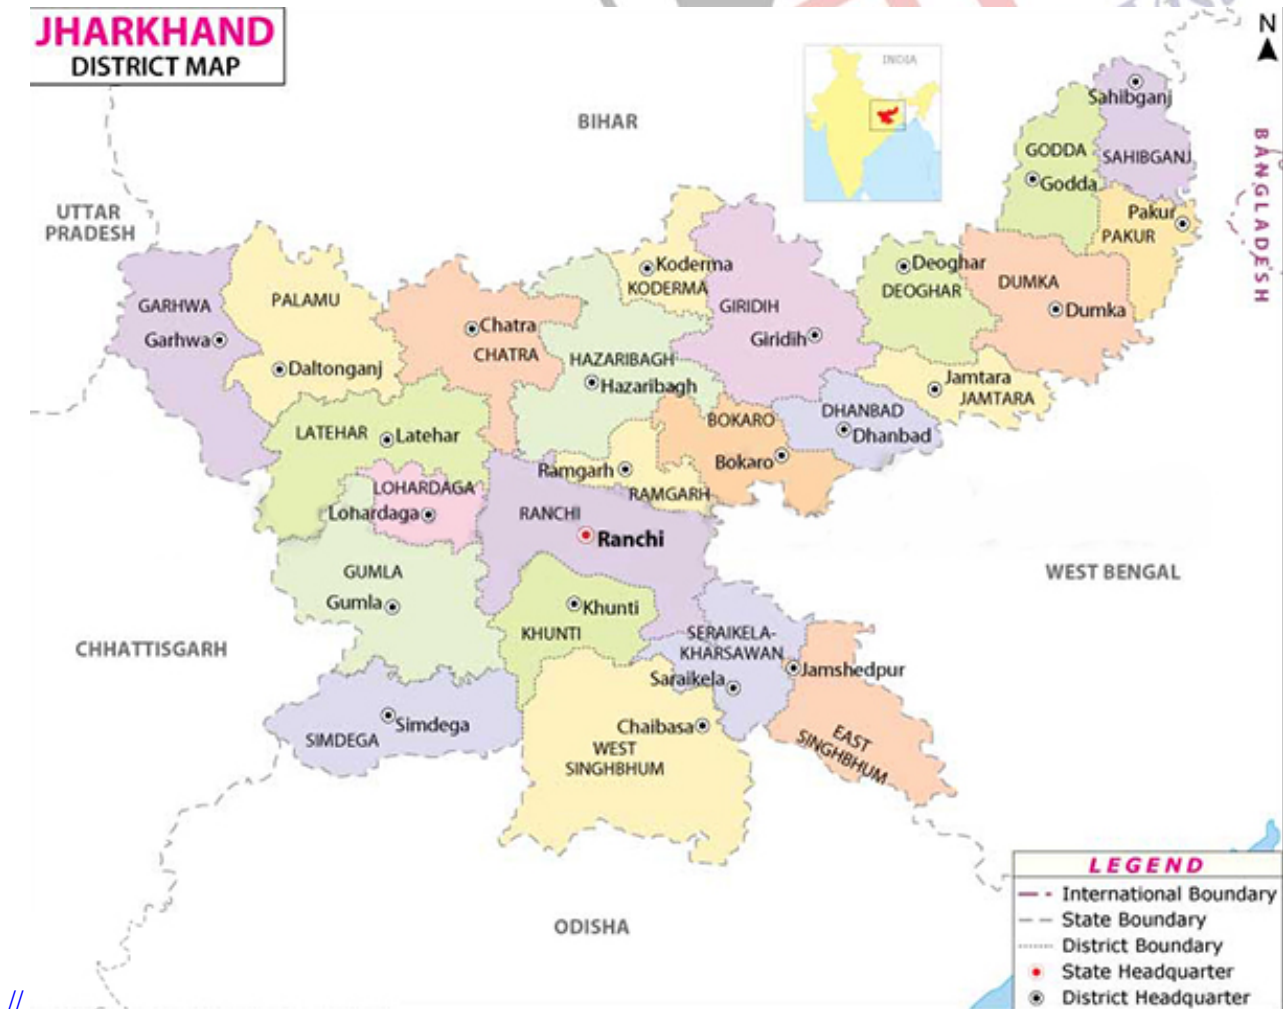 JHARKHAND
DISTRICT MAP
N
INDIA
BIHAR
UTTAR
PRADESH
BANGLADESH
Sahibganj
SAHIBGANJ
GODDA
Godda
Pakur
PAKUR
Koderma
KODERMA
Deoghar
DEOGHAR
DUMKA
Dumka
GARHWA
Garhwa
PALAMU
Daltonganj
Chatra
CHATRA
GIRIDIH
Giridih
HAZARIBAGH
Hazaribagh
Jamtara
JAMTARA
DHANBAD
Dhanbad
BOKARO
Bokaro
LATEHAR
Latehar
Ramgarh
RAMGARH
LOHARDAGA
Lohardaga
RANCHI
Ranchi
GUMLA
Gumla
Khunti
KHUNTI
WEST BENGAL
CHHATTISGARH
SERAIKELA-
KHARSAWAN
Saraikela
Jamshedpur
Simdega
SIMDEGA
Chaibasa
WEST
SINGHBHUM
EAST
SINGHBHUM
ODISHA
LEGEND
International Boundary
State Boundary
District Boundary
State Headquarter
District Headquarter
//